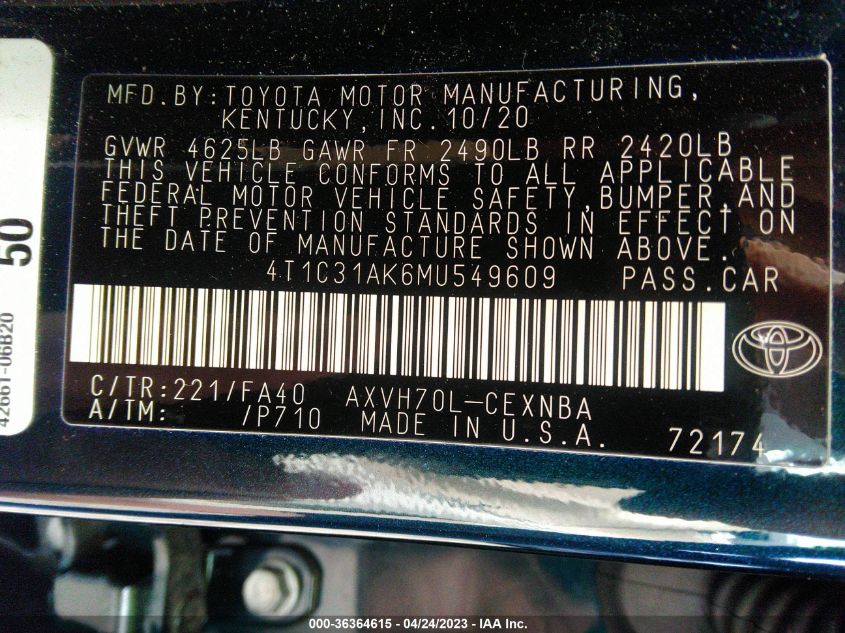 MFD.BY:TOYOTA MOTOR MANUFACTURING,
KENTUCKY,INC.10/20
GVWR 4625LB GAWR FR 2490LB RR 2420LB
THIS VEHICLE CONFORMS TO ALL APPLICABLE
FEDERAL MOTOR VEHICLE SAFETY,BUMPER,AND
THEFT PREVENTION STANDARDS IN EFFECT ON
THE DATE OF MANUFACTURE SHOWN ABOVE.
4T1C31AK6MU549609 PASS.CAR
C/TR:221/FA40 AXVH70L-CEXNBA
A/TM: /P710 MADE IN U.S.A. 72174
50
42661-06B20
000-36364615 - 04/24/2023 - IAA Inc.